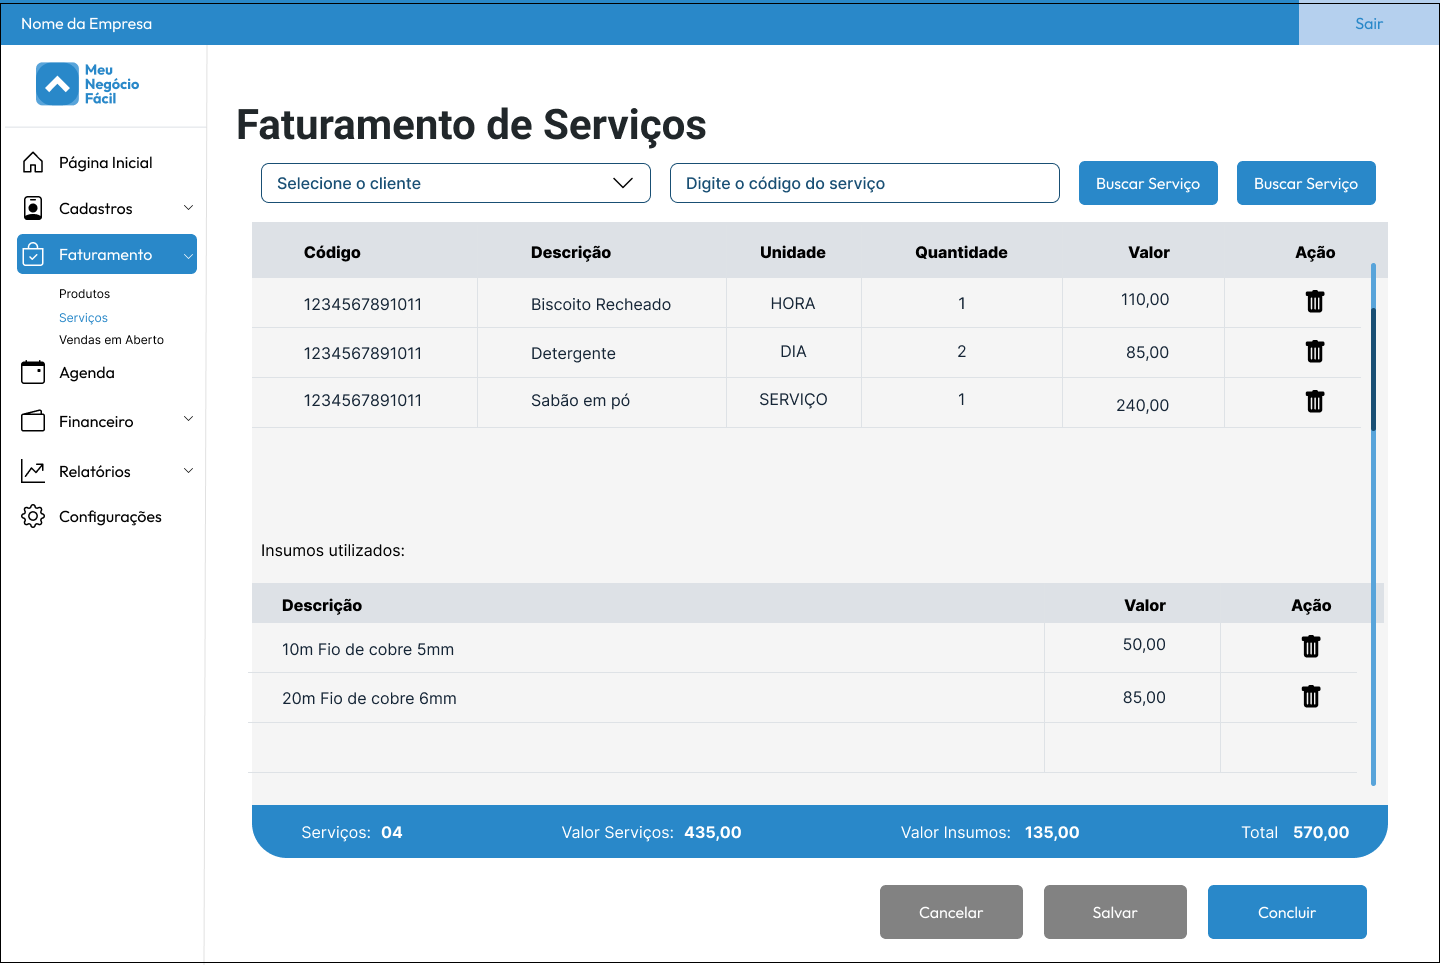 Nome da Empresa
Sair
Meu
Negócio
Fácil
Página Inicial
Cadastros
Faturamento
Produtos
Serviços
Vendas em Aberto
Agenda
Financeiro
Relatórios
Configurações
Faturamento de Serviços
Selecione o cliente
Digite o código do serviço
Buscar Serviço
Buscar Serviço
Código Descrição Unidade Quantidade Valor Ação
1234567891011 Biscoito Recheado HORA 1 110,00
1234567891011 Detergente DIA 2 85,00
1234567891011 Sabão em pó SERVIÇO 1 240,00
Insumos utilizados:
Descrição Valor Ação
10m Fio de cobre 5mm 50,00
20m Fio de cobre 6mm 85,00
Serviços: 04 Valor Serviços: 435,00 Valor Insumos: 135,00 Total 570,00
Cancelar
Salvar
Concluir